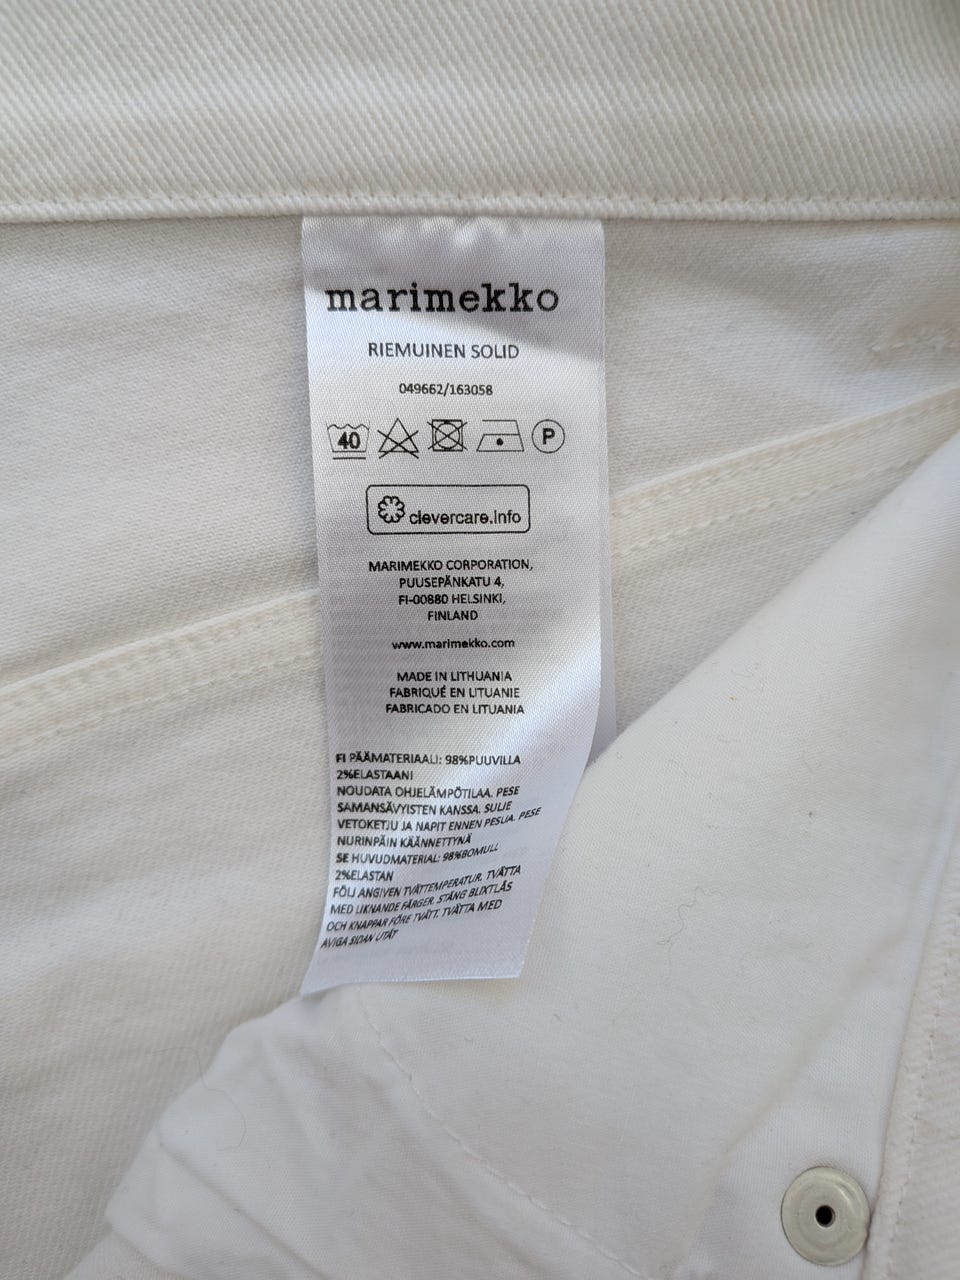 marimekko
RIEMUINEN SOLID
049662/163058
40 P
clevercare.info
MARIMEKKO CORPORATION,
PUUSEPÄNKATU 4,
FI-00880 HELSINKI,
FINLAND
www.marimekko.com
MADE IN LITHUANIA
FABRIQUÉ EN LITUANIE
FABRICADO EN LITUANIA
FI PÄÄMATERIAALI: 98%PUUVILLA
2%ELASTAANI
NOUDATA OHJELÄMPÖTILAA. PESE
SAMANSÄVYISTEN KANSSA. SULJE
VETOKETJU JA NAPIT ENNEN PESUA. PESE
NURINPÄIN KÄÄNNETTYNÄ
SE HUVUDMATERIAL: 98%BOMULL
2%ELASTAN
FÖLJ ANGIVEN TVÄTTEMPERATUR. TVÄTTA
MED LIKNANDE FÄRGER. STÄNG BLIXTLÅS
OCH KNAPPAR FÖRE TVÄTT. TVÄTTA MED
AVIGA SIDAN UTÅT